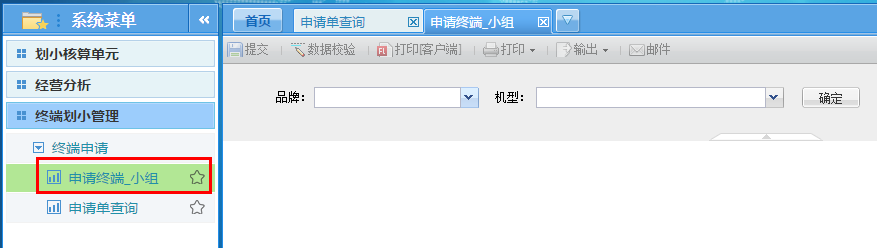 系统菜单
划小核算单元
经营分析
终端划小管理
终端申请
申请终端_小组
申请单查询
首页 申请单查询 申请终端_小组
提交 数据校验 打印[客户端] 打印 输出 邮件
品牌： 机型： 确定